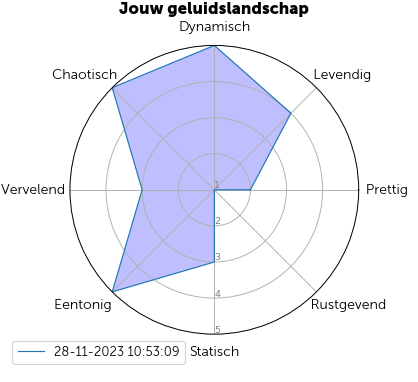 Jouw geluidslandschap
Dynamisch
Chaotisch
Levendig
Vervelend
1
Prettig
2
3
4
Eentonig
Rustgevend
5
28-11-2023 10:53:09
Statisch